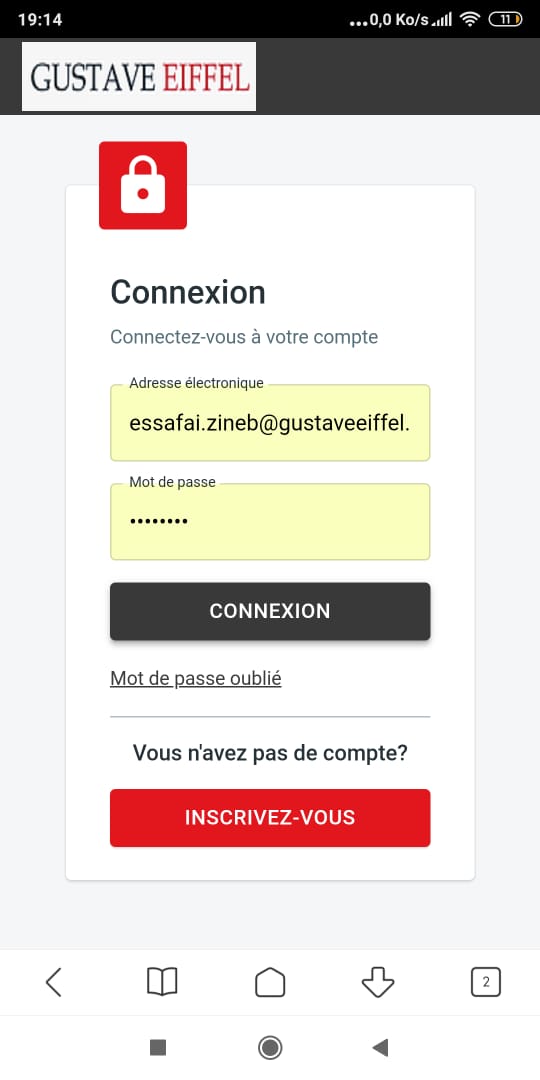 19:14
...0,0 Ko/s
11
GUSTAVE EIFFEL
Connexion
Connectez-vous à votre compte
Adresse électronique
essafai.zineb@gustaveeiffel.
Mot de passe
••••••••
CONNEXION
Mot de passe oublié
Vous n'avez pas de compte?
INSCRIVEZ-VOUS
2